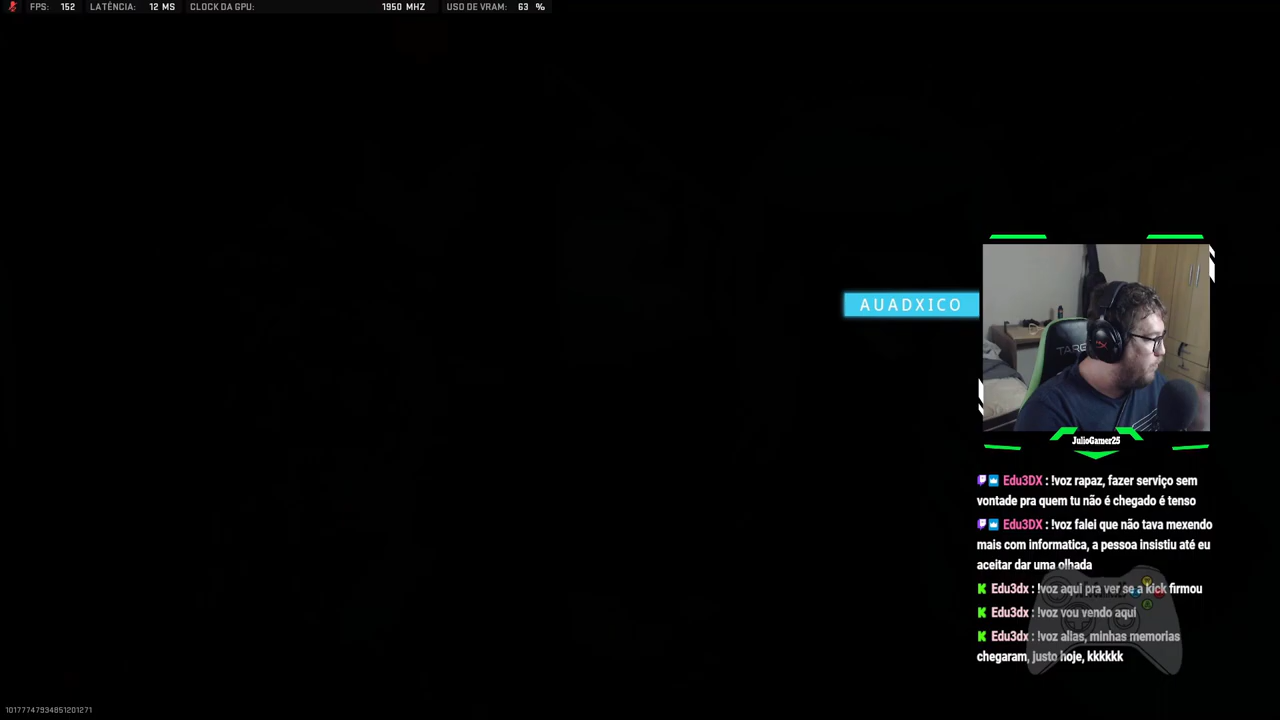 FPS: 152 LATÊNCIA: 12 MS CLOCK DA GPU: 1950 MHZ USO DE VRAM: 63 %
AUADXICO
JulioGamer25
Edu3DX : !voz rapaz, fazer serviço sem
vontade pra quem tu não é chegado é tenso
Edu3DX : !voz falei que não tava mexendo
mais com informatica, a pessoa insistiu até eu
aceitar dar uma olhada
Edu3dx : !voz aqui pra ver se a kick firmou
Edu3dx : !voz vou vendo aqui
Edu3dx : !voz alias, minhas memorias
chegaram, justo hoje, kkkkkk
10177747934851201271